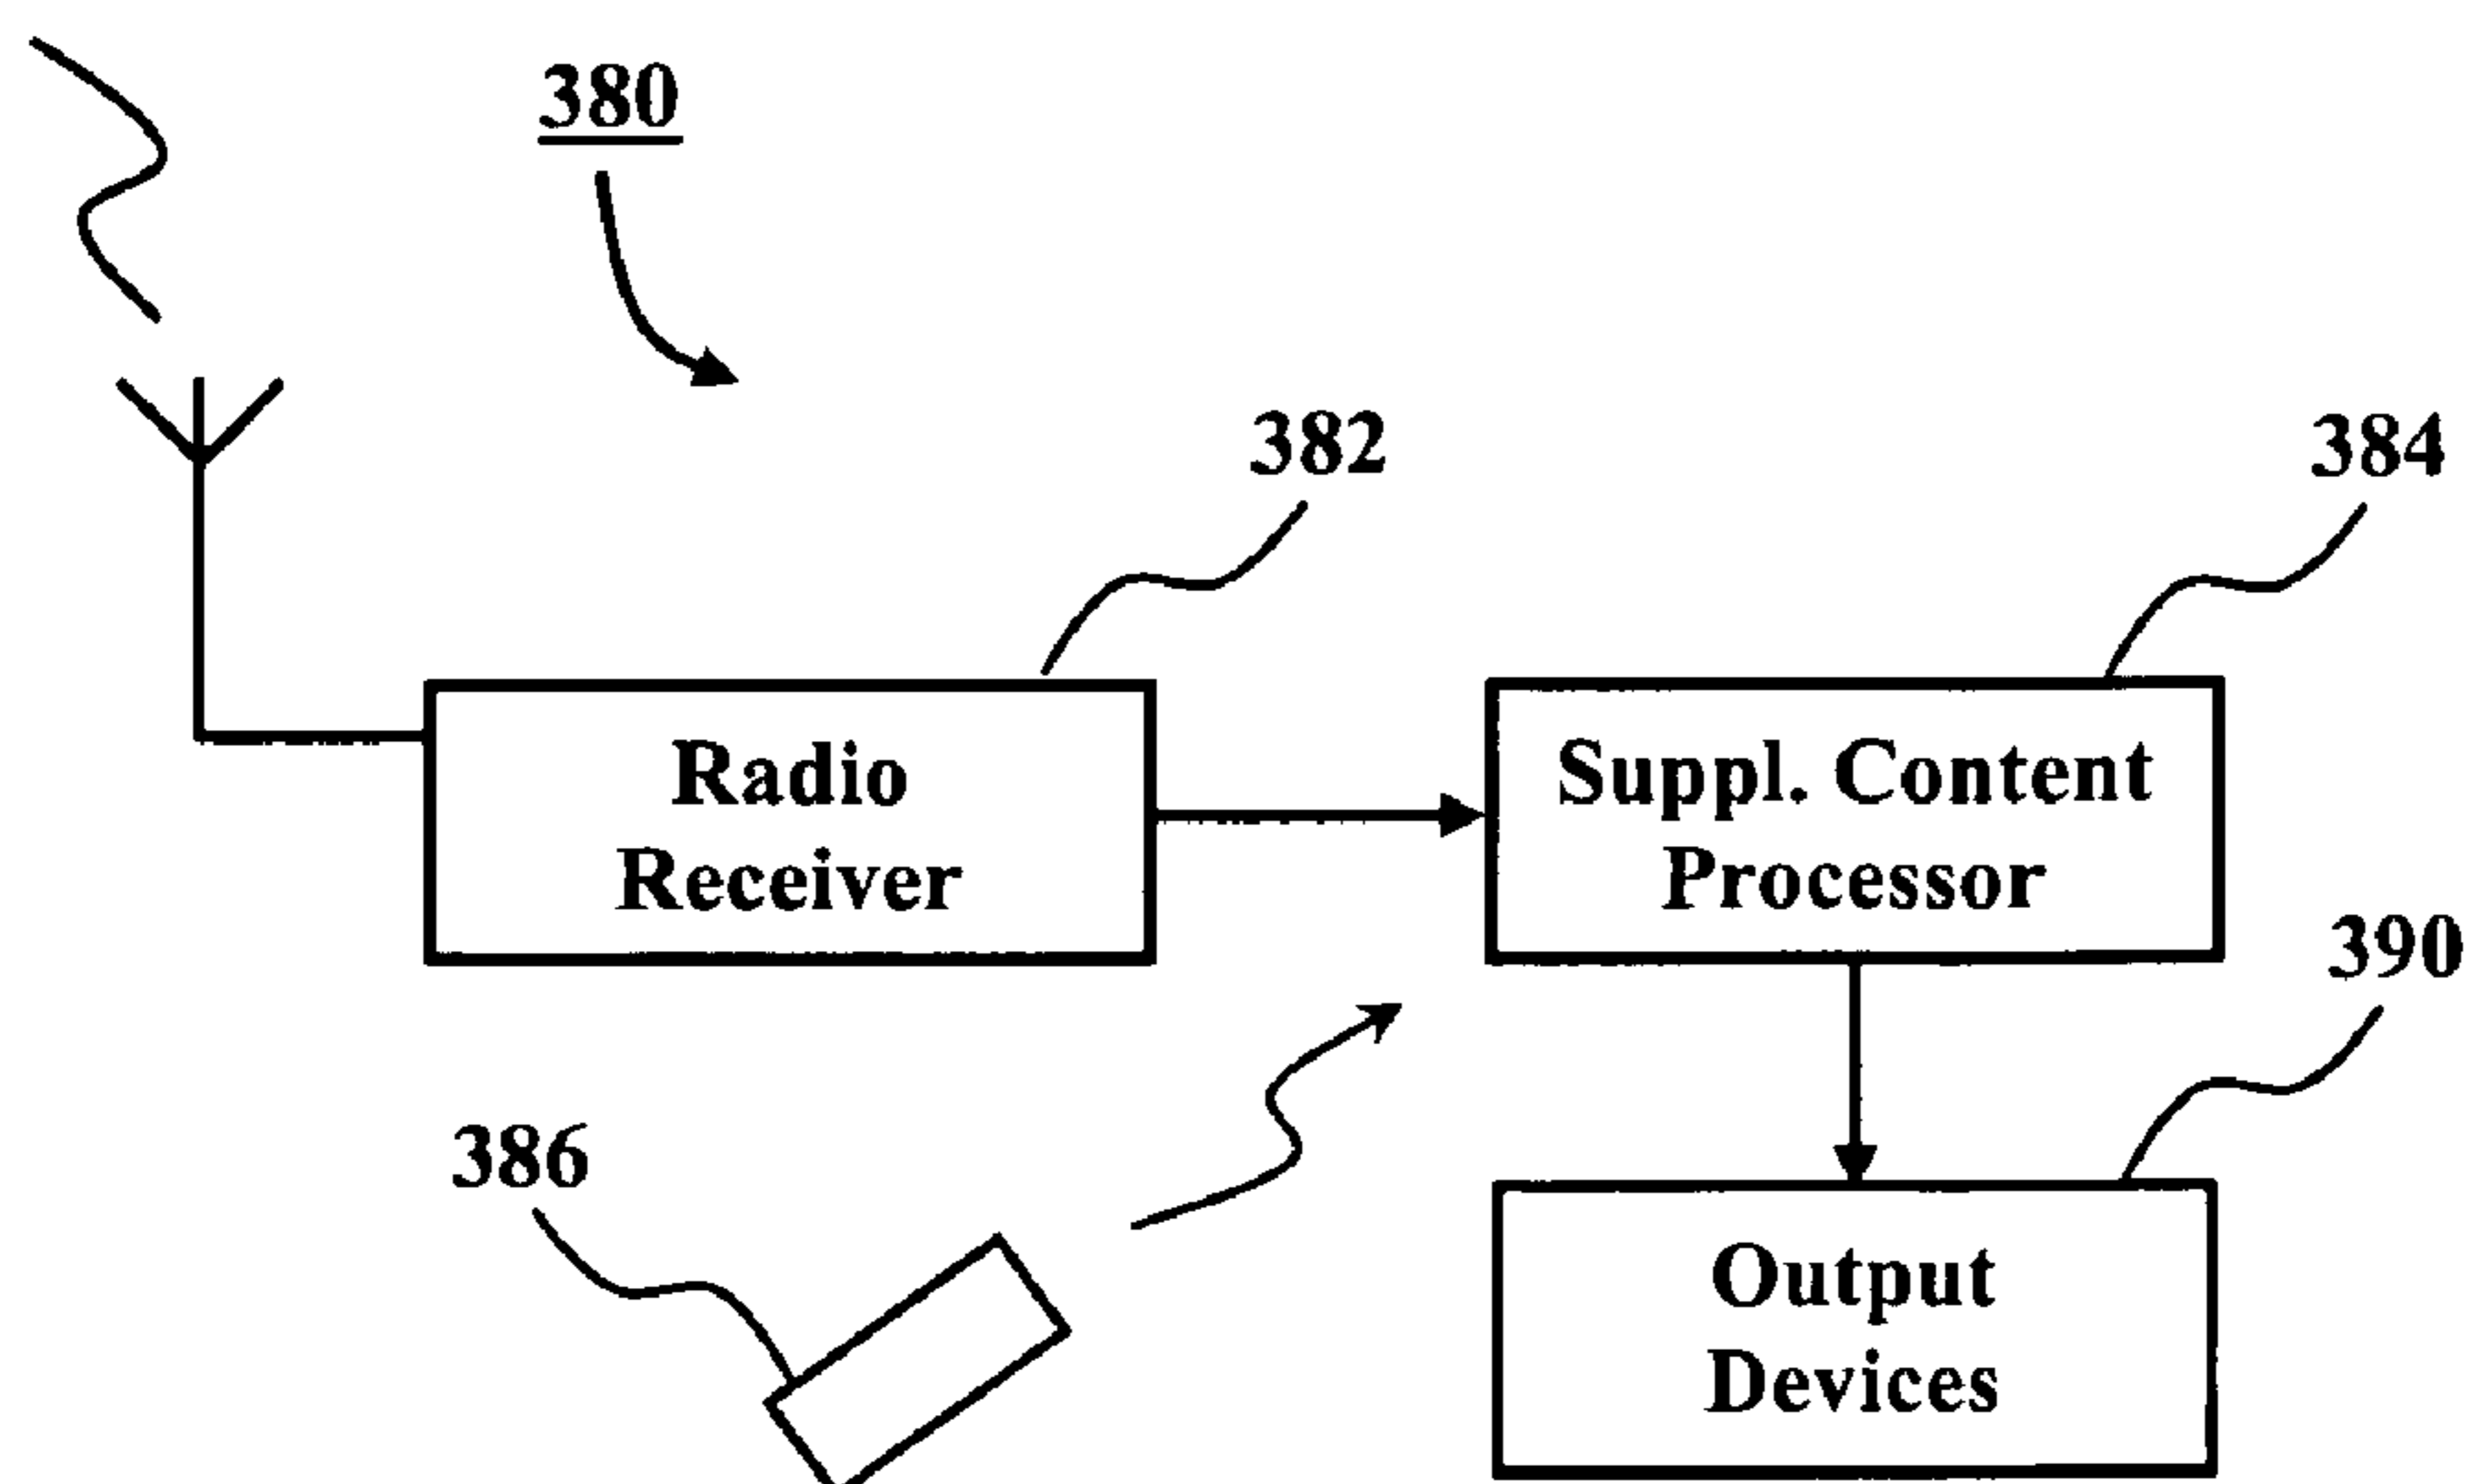 380
382
384
Radio
Receiver
Suppl. Content
Processor
390
386
Output
Devices